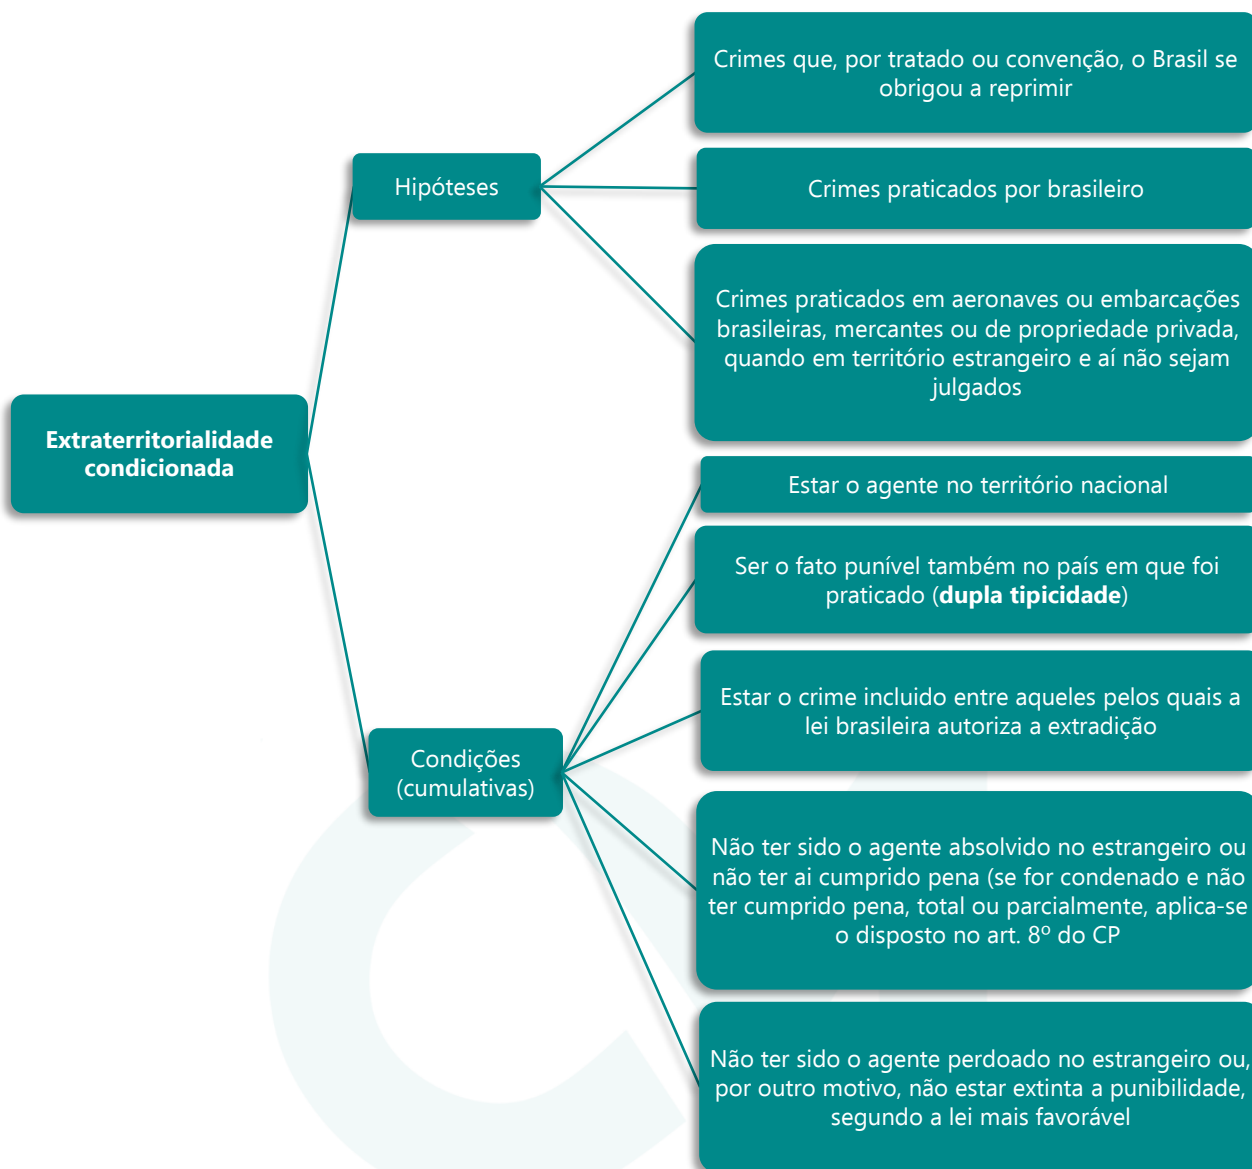 Crimes que, por tratado ou convenção, o Brasil se
obrigou a reprimir
Hipóteses
Crimes praticados por brasileiro
Crimes praticados em aeronaves ou embarcações
brasileiras, mercantes ou de propriedade privada,
quando em território estrangeiro e aí não sejam
julgados
Extraterritorialidade
condicionada
Estar o agente no território nacional
Ser o fato punível também no país em que foi
praticado (dupla tipicidade)
Estar o crime incluido entre aqueles pelos quais a
lei brasileira autoriza a extradição
Condições
(cumulativas)
Não ter sido o agente absolvido no estrangeiro ou
não ter ai cumprido pena (se for condenado e não
ter cumprido pena, total ou parcialmente, aplica-se
o disposto no art. 8º do CP
Não ter sido o agente perdoado no estrangeiro ou,
por outro motivo, não estar extinta a punibilidade,
segundo a lei mais favorável